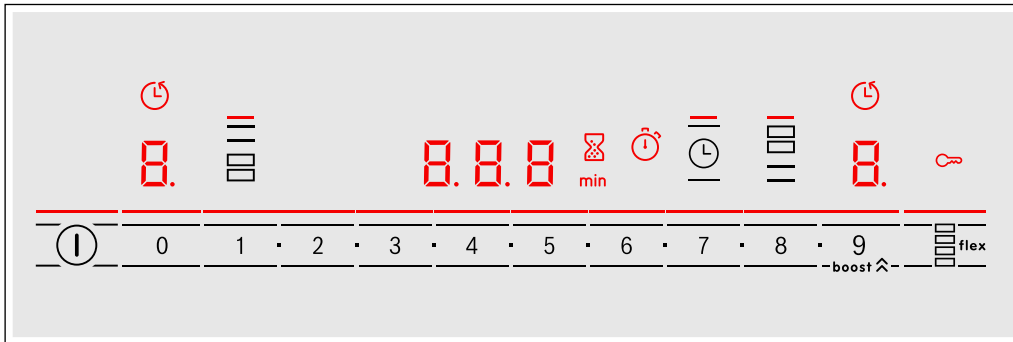 8. 8.8.8 min 8.
0 1 · 2 · 3 · 4 · 5 · 6 · 7 · 8 · 9 flex
boost